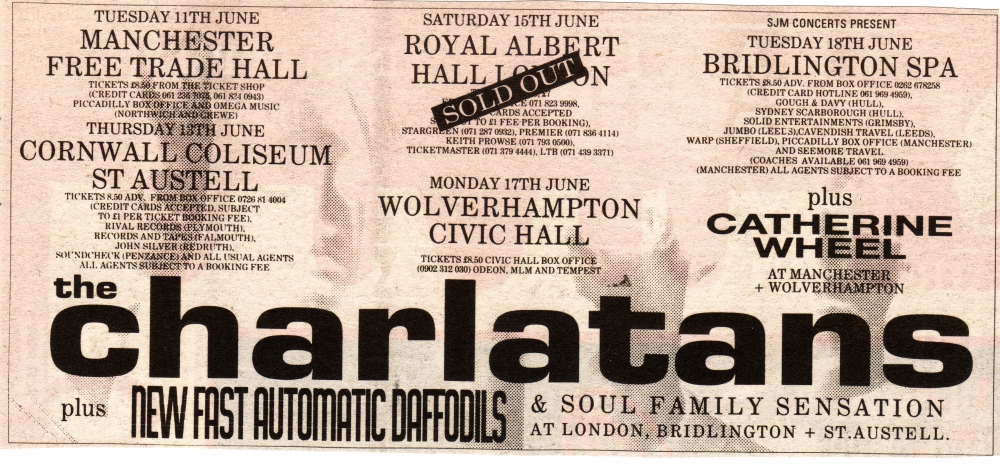 TUESDAY 11TH JUNE
MANCHESTER
FREE TRADE HALL
TICKETS £8.50 FROM THE TICKET SHOP
(CREDIT CARDS 061 236 7035, 061 834 0943)
PICCADILLY BOX OFFICE AND OMEGA MUSIC
(NORTHWICH AND CREWE)
THURSDAY 13TH JUNE
CORNWALL COLISEUM
ST AUSTELL
TICKETS 8.50 ADV. FROM BOX OFFICE 0726 81 4004
(CREDIT CARDS ACCEPTED, SUBJECT
TO £1 PER TICKET BOOKING FEE),
RIVAL RECORDS (PLYMOUTH),
RECORDS AND TAPES (FALMOUTH),
JOHN SILVER (REDRUTH),
SOUNDCHECK (PENZANCE) AND ALL USUAL AGENTS
ALL AGENTS SUBJECT TO A BOOKING FEE
SATURDAY 15TH JUNE
ROYAL ALBERT
HALL
SOLD OUT
071 823 9998,
CARDS ACCEPTED
TO £1 FEE PER BOOKING),
STARGREEN (071 287 0932), PREMIER (071 836 4114)
KEITH PROWSE (071 793 0500),
TICKETMASTER (071 379 4444), LTB (071 439 3371)
MONDAY 17TH JUNE
WOLVERHAMPTON
CIVIC HALL
TICKETS £8.50 CIVIC HALL BOX OFFICE
(0902 312 030) ODEON, MLM AND TEMPEST
SJM CONCERTS PRESENT
TUESDAY 18TH JUNE
BRIDLINGTON SPA
TICKETS £8.50 ADV. FROM BOX OFFICE 0262 678258
(CREDIT CARD HOTLINE 061 969 4959),
GOUGH & DAVY (HULL),
SYDNEY SCARBOROUGH (HULL),
SOLID ENTERTAINMENTS (GRIMSBY),
JUMBO (LEEDS),CAVENDISH TRAVEL (LEEDS),
WARP (SHEFFIELD), PICCADILLY BOX OFFICE (MANCHESTER)
AND SEEMORE TRAVEL
(COACHES AVAILABLE 061 969 4959)
(MANCHESTER) ALL AGENTS SUBJECT TO A BOOKING FEE
plus
CATHERINE
WHEEL
AT MANCHESTER
+ WOLVERHAMPTON
the
charlatans
plus NEW FAST AUTOMATIC DAFFODILS & SOUL FAMILY SENSATION
AT LONDON, BRIDLINGTON + ST.AUSTELL.